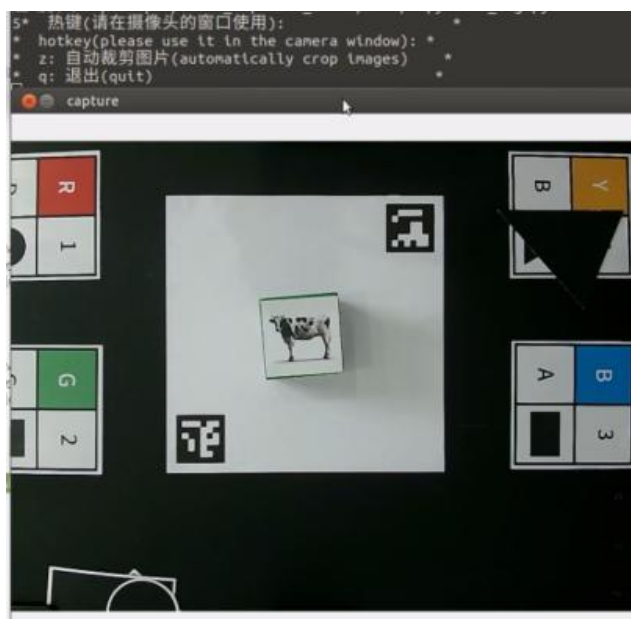 5* 热键(请在摄像头的窗口使用): *
* hotkey(please use it in the camera window): *
* z: 自动裁剪图片(automatically crop images) *
* q: 退出(quit) *
capture
R
1
G
2
Y
B
B
A
3